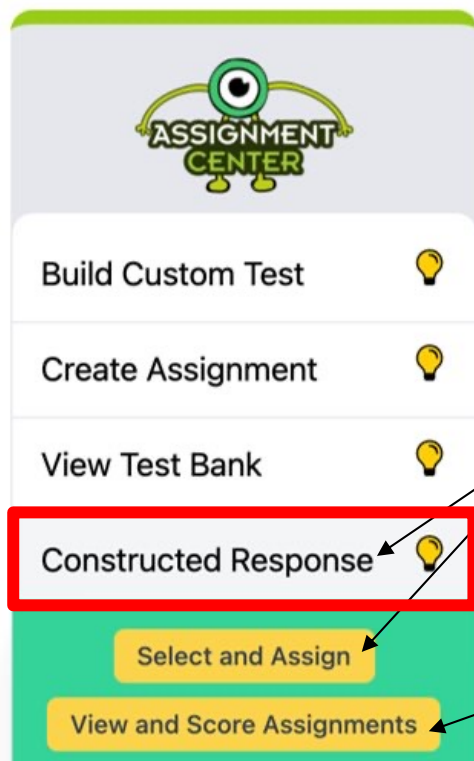 ASSIGNMENT
CENTER
Build Custom Test
Create Assignment
View Test Bank
Constructed Response
Select and Assign
View and Score Assignments